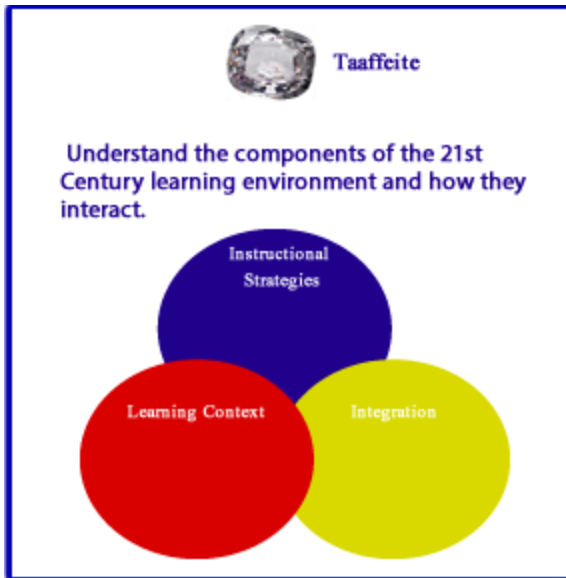 Taaffeite
Understand the components of the 21st
Century learning environment and how they
interact.
Instructional
Strategies
Learning Context
Integration